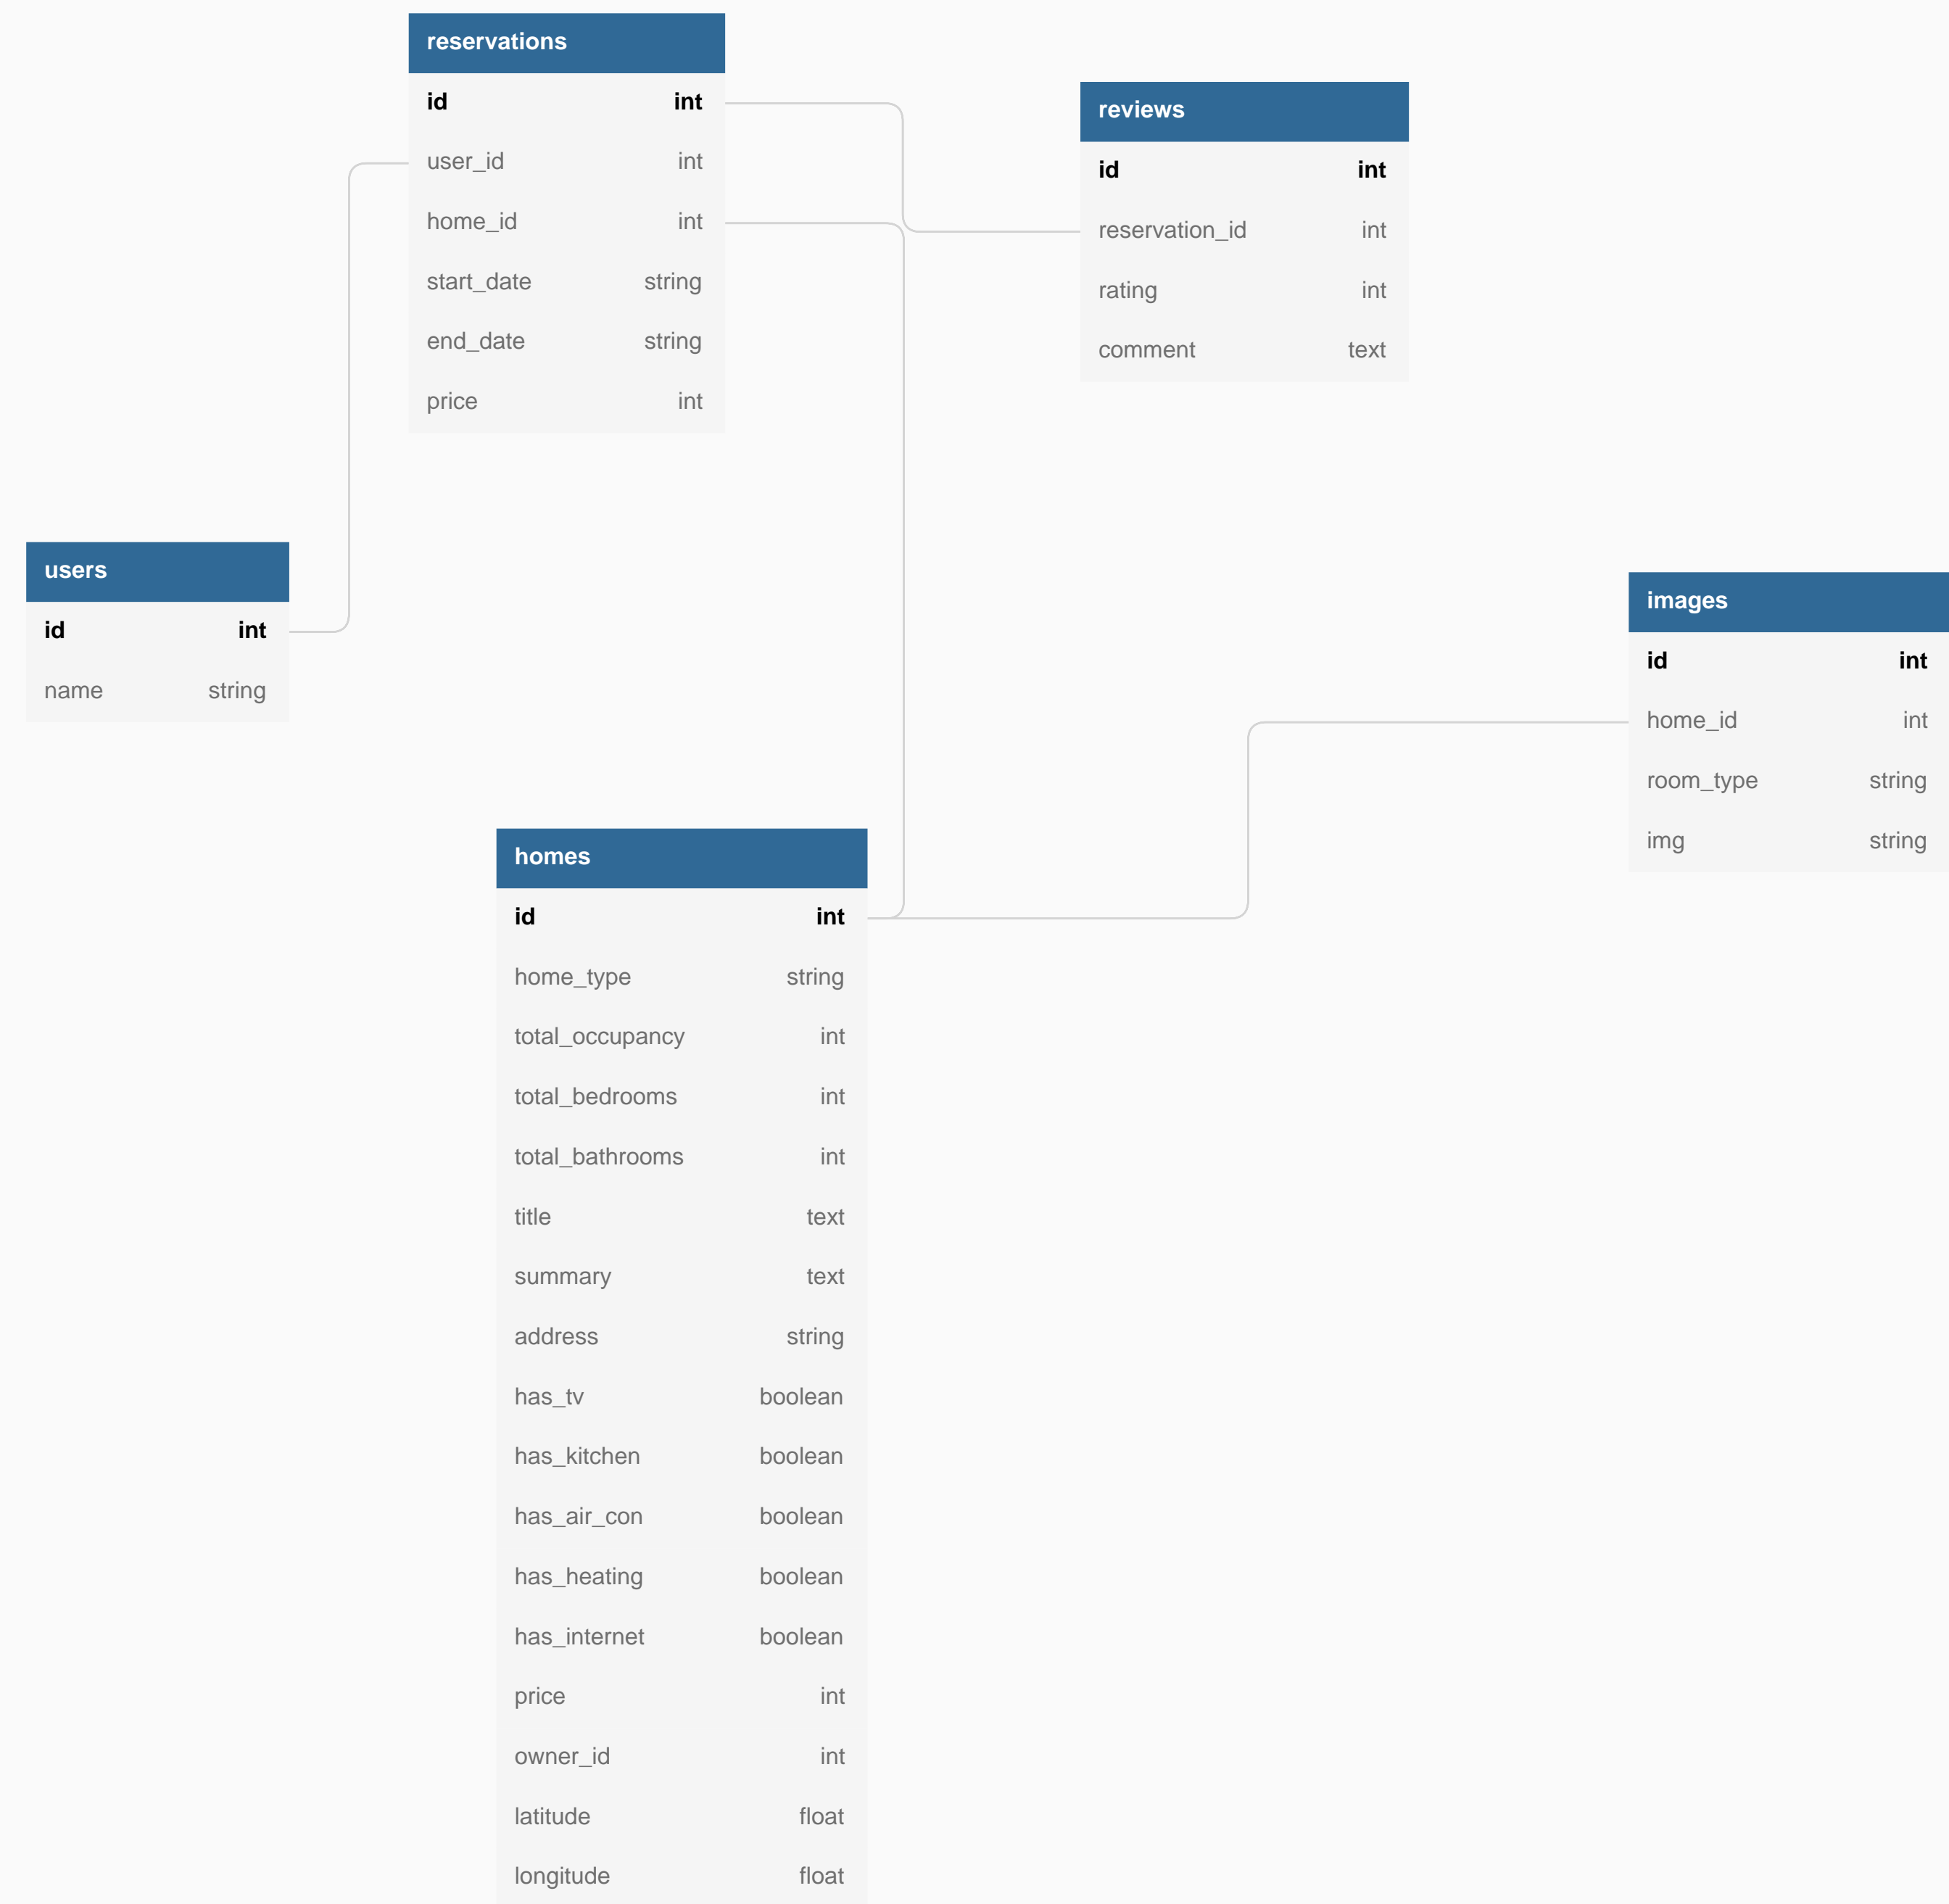 reservations
id int
user_id int
home_id int
start_date string
end_date string
price int
reviews
id int
reservation_id int
rating int
comment text
users
id int
name string
images
id int
home_id int
room_type string
img string
homes
id int
home_type string
total_occupancy int
total_bedrooms int
total_bathrooms int
title text
summary text
address string
has_tv boolean
has_kitchen boolean
has_air_con boolean
has_heating boolean
has_internet boolean
price int
owner_id int
latitude float
longitude float